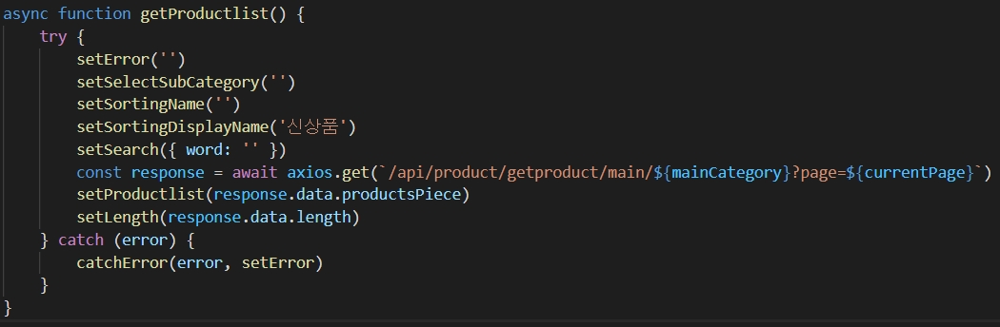 async function getProductlist() {
    try {
        setError('')
        setSelectSubCategory('')
        setSortingName('')
        setSortingDisplayName('신상품')
        setSearch({ word: '' })
        const response = await axios.get(`/api/product/getproduct/main/${mainCategory}?page=${currentPage}`)
        setProductlist(response.data.productsPiece)
        setLength(response.data.length)
    } catch (error) {
        catchError(error, setError)
    }
}